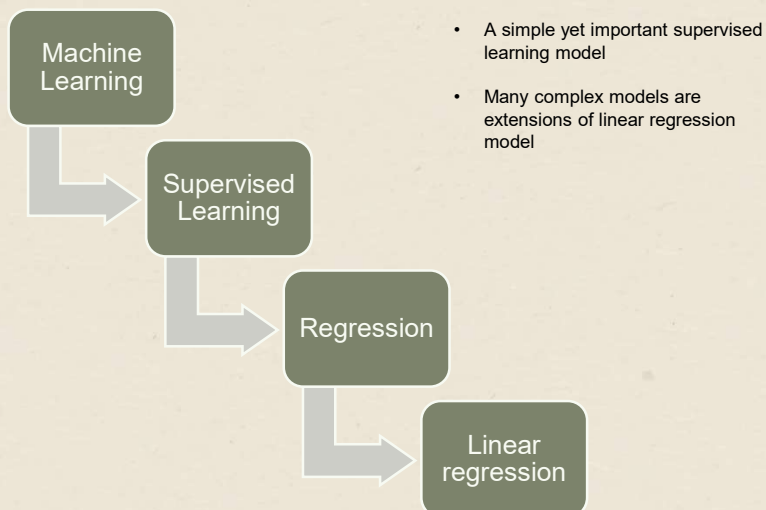 Machine
Learning
• A simple yet important supervised
learning model
• Many complex models are
extensions of linear regression
model
Supervised
Learning
Regression
Linear
regression